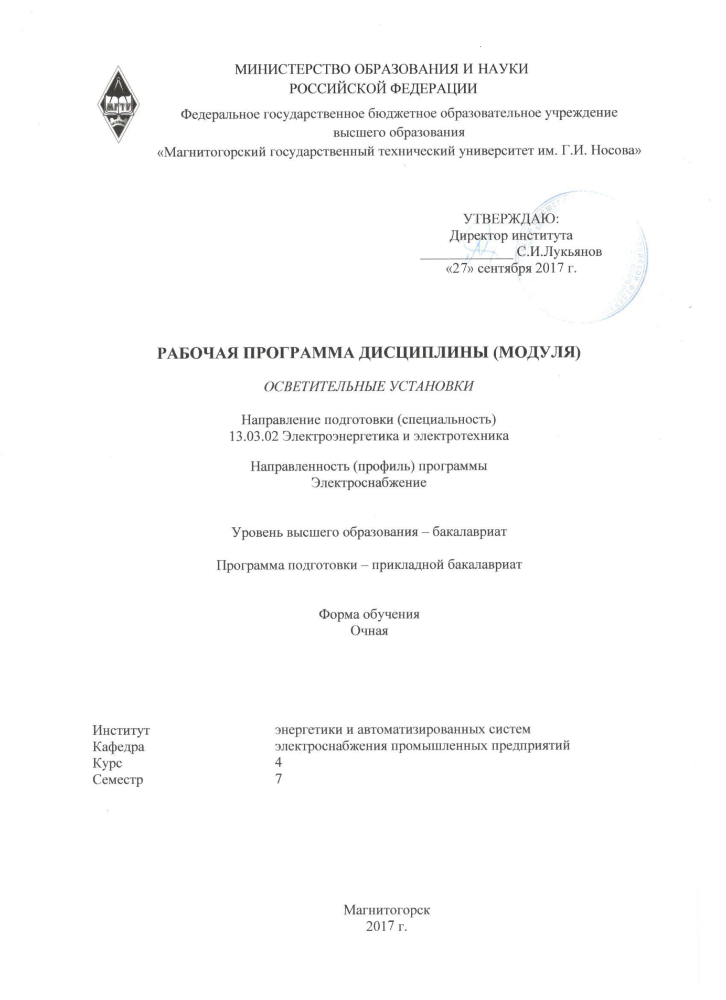 МИНИСТЕРСТВО ОБРАЗОВАНИЯ И НАУКИ
РОССИЙСКОЙ ФЕДЕРАЦИИ
Федеральное государственное бюджетное образовательное учреждение
высшего образования
«Магнитогорский государственный технический университет им. Г.И. Носова»
МГТУ
УТВЕРЖДАЮ:
Директор института
______________ С.И.Лукьянов
«27» сентября 2017 г.
РАБОЧАЯ ПРОГРАММА ДИСЦИПЛИНЫ (МОДУЛЯ)
ОСВЕТИТЕЛЬНЫЕ УСТАНОВКИ
Направление подготовки (специальность)
13.03.02 Электроэнергетика и электротехника
Направленность (профиль) программы
Электроснабжение
Уровень высшего образования – бакалавриат
Программа подготовки – прикладной бакалавриат
Форма обучения
Очная
Институт энергетики и автоматизированных систем
Кафедра электроснабжения промышленных предприятий
Курс 4
Семестр 7
Магнитогорск
2017 г.